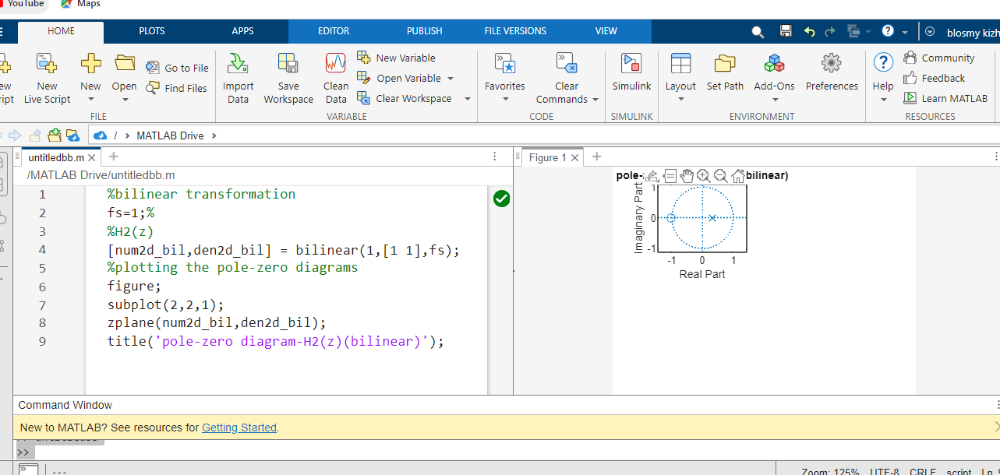 YouTube Maps
HOME PLOTS APPS EDITOR PUBLISH FILE VERSIONS VIEW blosmy kizh
New Live Script
New
Open
Go to File
Find Files
Import Data
Save Workspace
Clean Data
New Variable
Open Variable
Clear Workspace
Favorites
Clear Commands
Simulink
Layout
Set Path
Add-Ons
Preferences
Help
Community
Feedback
Learn MATLAB
FILE VARIABLE CODE SIMULINK ENVIRONMENT RESOURCES
/ > MATLAB Drive >
untitledbb.m
/MATLAB Drive/untitledbb.m
1 %bilinear transformation
2 fs=1;%
3 %H2(z)
4 [num2d_bil,den2d_bil] = bilinear(1,[1 1],fs);
5 %plotting the pole-zero diagrams
6 figure;
7 subplot(2,2,1);
8 zplane(num2d_bil,den2d_bil);
9 title('pole-zero diagram-H2(z)(bilinear)');
Figure 1
pole- bilinear)
Imaginary Part
1
0
-1
-1 0 1
Real Part
Command Window
New to MATLAB? See resources for Getting Started.
>>
Zoom: 125% UTF-8 CRLF script